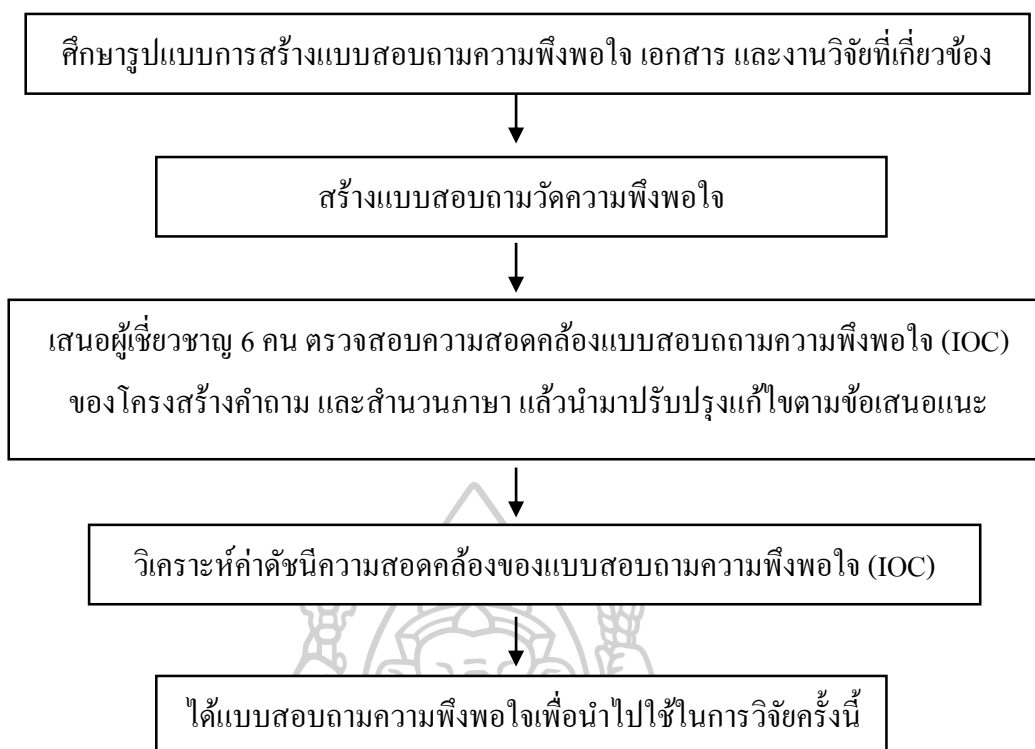 ศึกษารูปแบบการสร้างแบบสอบถามความพึงพอใจ เอกสาร และงานวิจัยที่เกี่ยวข้อง
สร้างแบบสอบถามวัดความพึงพอใจ
เสนอผู้เชี่ยวชาญ 6 คน ตรวจสอบความสอดคล้องแบบสอบถถามความพึงพอใจ (IOC)
ของโครงสร้างคำถาม และสำนวนภาษา แล้วนำมาปรับปรุงแก้ไขตามข้อเสนอแนะ
วิเคราะห์ค่าดัชนีความสอดคล้องของแบบสอบถามความพึงพอใจ (IOC)
ได้แบบสอบถามความพึงพอใจเพื่อนำไปใช้ในการวิจัยครั้งนี้